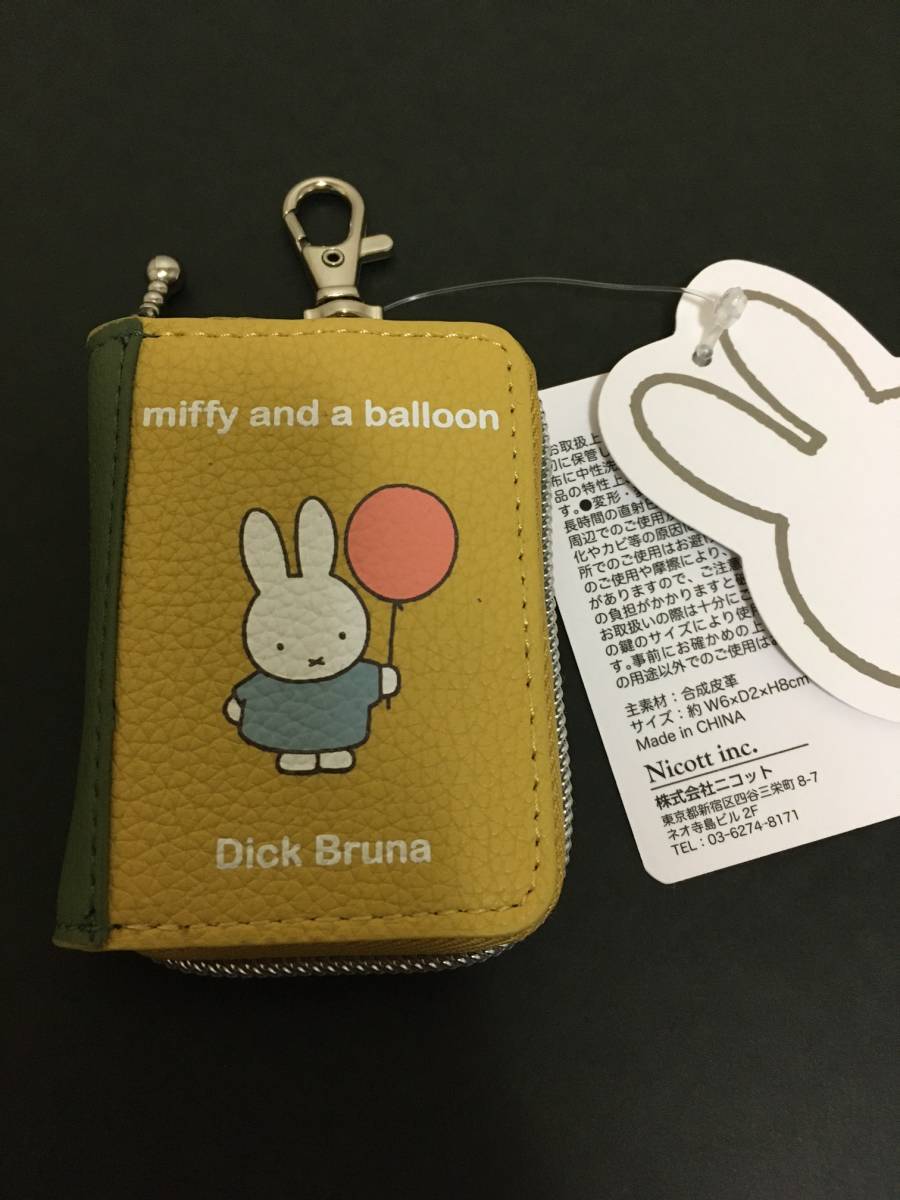 miffy and a balloon
Dick Bruna
お取扱上
布に中性洗
品の特性上
す。●変形・
長時間の直射日
周辺でのご使用
化やカビ等の原因
所でのご使用はお避
のご使用や摩擦により、
がありますので、ご注意
の負担がかかりますと
お取扱いの際は十分にご
の鍵のサイズにより使用
す。事前にお確かめの上
の用途以外でのご使用は
主素材：合成皮革
サイズ：約 W6×D2×H8cm
Made in CHINA
Nicott inc.
株式会社ニコット
東京都新宿区四谷三栄町 8-7
ネオ寺島ビル 2F
TEL：03-6274-8171